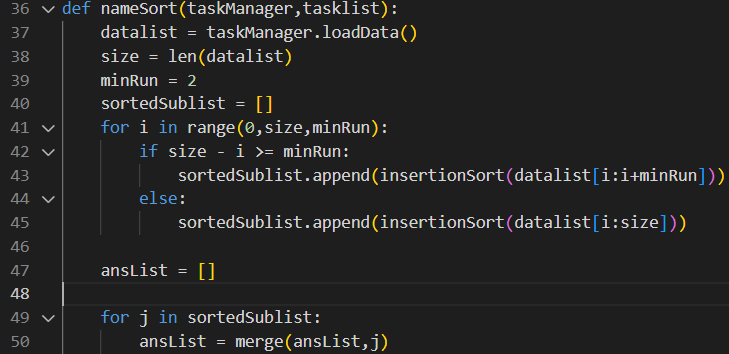 36 def nameSort(taskManager,tasklist):
37     datalist = taskManager.loadData()
38     size = len(datalist)
39     minRun = 2
40     sortedSublist = []
41     for i in range(0,size,minRun):
42         if size - i >= minRun:
43             sortedSublist.append(insertionSort(datalist[i:i+minRun]))
44         else:
45             sortedSublist.append(insertionSort(datalist[i:size]))
46
47     ansList = []
48
49     for j in sortedSublist:
50         ansList = merge(ansList,j)